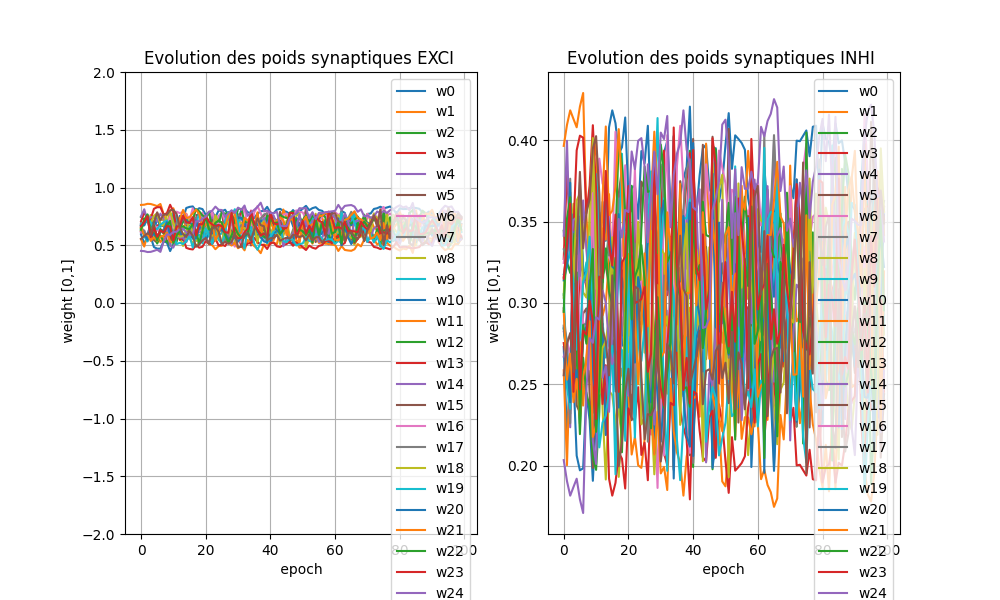 Evolution des poids synaptiques EXCI
2.0
1.5
1.0
0.5
0.0
−0.5
−1.0
−1.5
−2.0
weight [0,1]
0
20
40
60
80
100
epoch
w0
w1
w2
w3
w4
w5
w6
w7
w8
w9
w10
w11
w12
w13
w14
w15
w16
w17
w18
w19
w20
w21
w22
w23
w24
Evolution des poids synaptiques INHI
0.40
0.35
0.30
0.25
0.20
weight [0,1]
0
20
40
60
80
100
epoch
w0
w1
w2
w3
w4
w5
w6
w7
w8
w9
w10
w11
w12
w13
w14
w15
w16
w17
w18
w19
w20
w21
w22
w23
w24